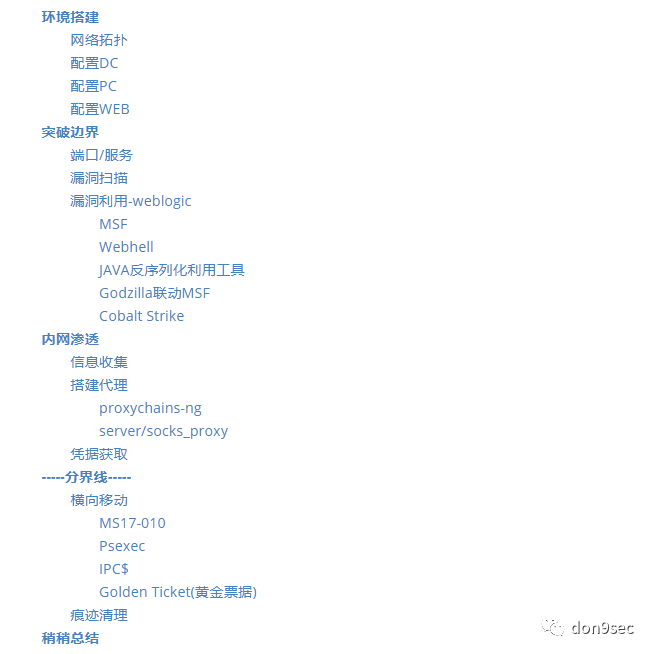 环境搭建
网络拓扑
配置DC
配置PC
配置WEB
突破边界
端口/服务
漏洞扫描
漏洞利用-weblogic
MSF
Webhell
JAVA反序列化利用工具
Godzilla联动MSF
Cobalt Strike
内网渗透
信息收集
搭建代理
proxychains-ng
server/socks_proxy
凭据获取
-----分界线-----
横向移动
MS17-010
Psexec
IPC$
Golden Ticket(黄金票据)
痕迹清理
稍稍总结
don9sec